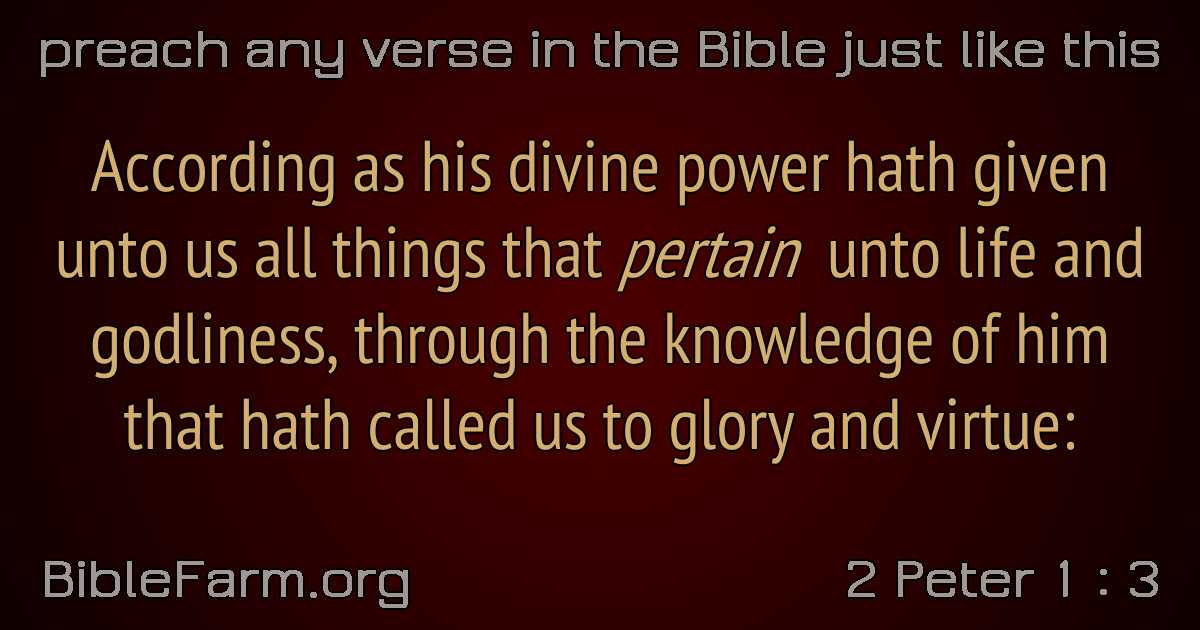 preach any verse in the Bible just like this
According as his divine power hath given
unto us all things that pertain unto life and
godliness, through the knowledge of him
that hath called us to glory and virtue:
BibleFarm.org
2 Peter 1 : 3